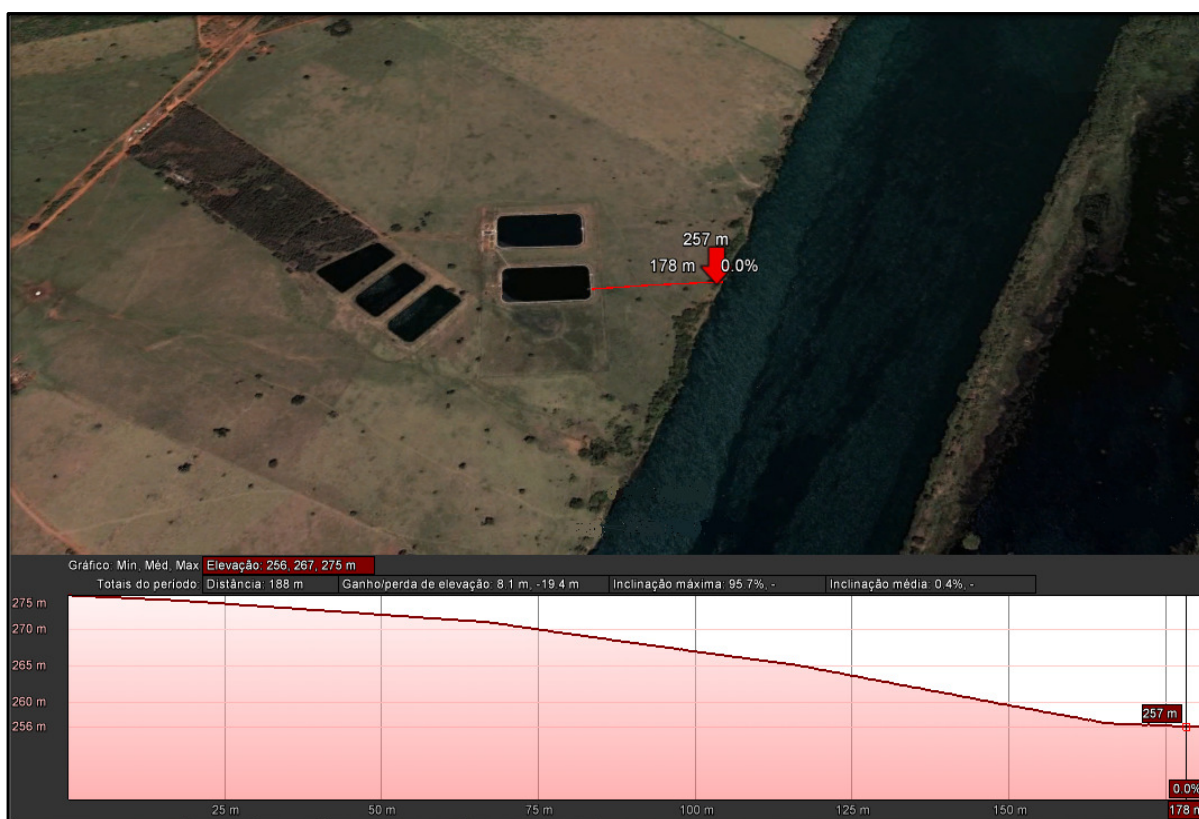 257 m
178 m 0.0%
Gráfico: Min, Méd, Max Elevação: 256, 267, 275 m
Totais do período: Distância: 188 m Ganho/perda de elevação: 8.1 m, -19.4 m Inclinação máxima: 95.7%, - Inclinação média: 0.4%, -
275 m
270 m
265 m
260 m
256 m
257 m
0.0%
25 m 50 m 75 m 100 m 125 m 150 m 178 m